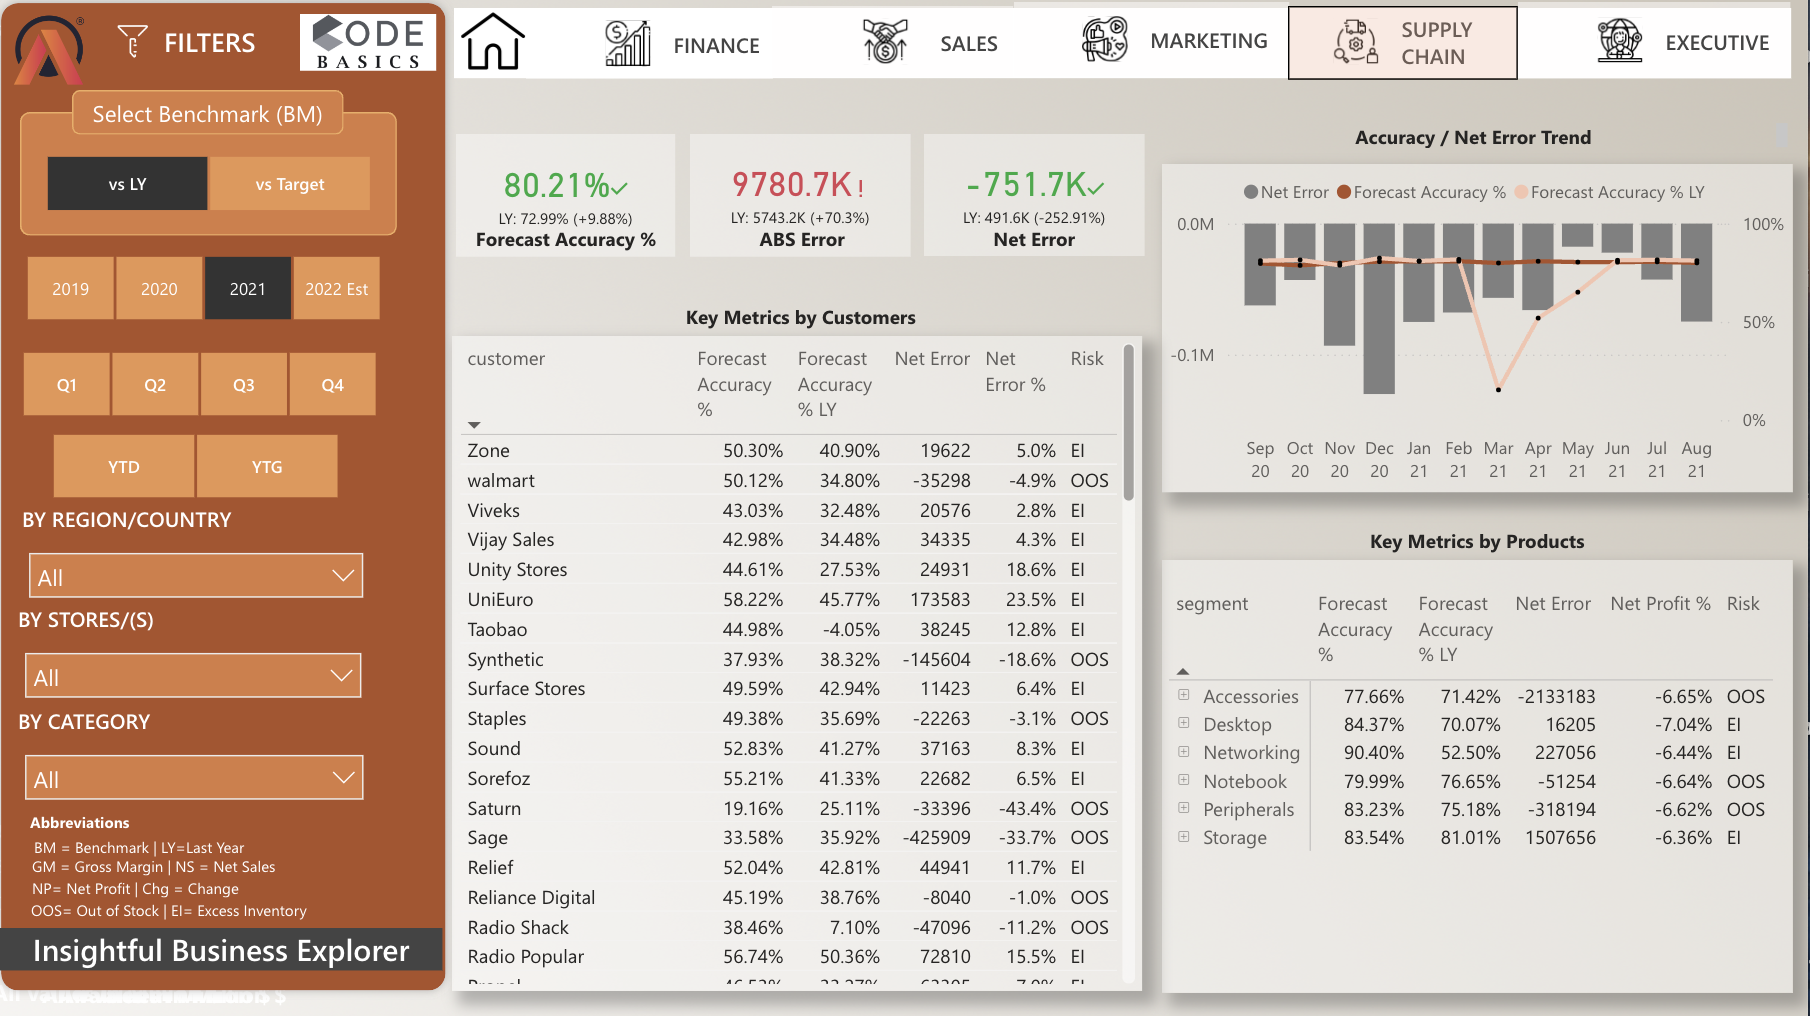 FILTERS
CODE
BASICS
®
Select Benchmark (BM)
vs LY
vs Target
2019
2020
2021
2022 Est
Q1
Q2
Q3
Q4
YTD
YTG
BY REGION/COUNTRY
All
BY STORES/(S)
All
BY CATEGORY
All
Abbreviations
BM = Benchmark | LY=Last Year
GM = Gross Margin | NS = Net Sales
NP= Net Profit | Chg = Change
OOS= Out of Stock | EI= Excess Inventory
Insightful Business Explorer
FINANCE
SALES
MARKETING
SUPPLY
CHAIN
EXECUTIVE
80.21%
LY: 72.99% (+9.88%)
Forecast Accuracy %
9780.7K !
LY: 5743.2K (+70.3%)
ABS Error
-751.7K
LY: 491.6K (-252.91%)
Net Error
Key Metrics by Customers
customer Forecast Accuracy % Forecast Accuracy % LY Net Error Net Error % Risk
Zone 50.30% 40.90% 19622 5.0% EI
walmart 50.12% 34.80% -35298 -4.9% OOS
Viveks 43.03% 32.48% 20576 2.8% EI
Vijay Sales 42.98% 34.48% 34335 4.3% EI
Unity Stores 44.61% 27.53% 24931 18.6% EI
UniEuro 58.22% 45.77% 173583 23.5% EI
Taobao 44.98% -4.05% 38245 12.8% EI
Synthetic 37.93% 38.32% -145604 -18.6% OOS
Surface Stores 49.59% 42.94% 11423 6.4% EI
Staples 49.38% 35.69% -22263 -3.1% OOS
Sound 52.83% 41.27% 37163 8.3% EI
Sorefoz 55.21% 41.33% 22682 6.5% EI
Saturn 19.16% 25.11% -33396 -43.4% OOS
Sage 33.58% 35.92% -425909 -33.7% OOS
Relief 52.04% 42.81% 44941 11.7% EI
Reliance Digital 45.19% 38.76% -8040 -1.0% OOS
Radio Shack 38.46% 7.10% -47096 -11.2% OOS
Radio Popular 56.74% 50.36% 72810 15.5% EI
Accuracy / Net Error Trend
Net Error Forecast Accuracy % Forecast Accuracy % LY
0.0M
-0.1M
100%
50%
0%
Sep Oct Nov Dec Jan Feb Mar Apr May Jun Jul Aug
20 20 20 20 21 21 21 21 21 21 21 21
Key Metrics by Products
segment Forecast Accuracy % Forecast Accuracy % LY Net Error Net Profit % Risk
Accessories 77.66% 71.42% -2133183 -6.65% OOS
Desktop 84.37% 70.07% 16205 -7.04% EI
Networking 90.40% 52.50% 227056 -6.44% EI
Notebook 79.99% 76.65% -51254 -6.64% OOS
Peripherals 83.23% 75.18% -318194 -6.62% OOS
Storage 83.54% 81.01% 1507656 -6.36% EI